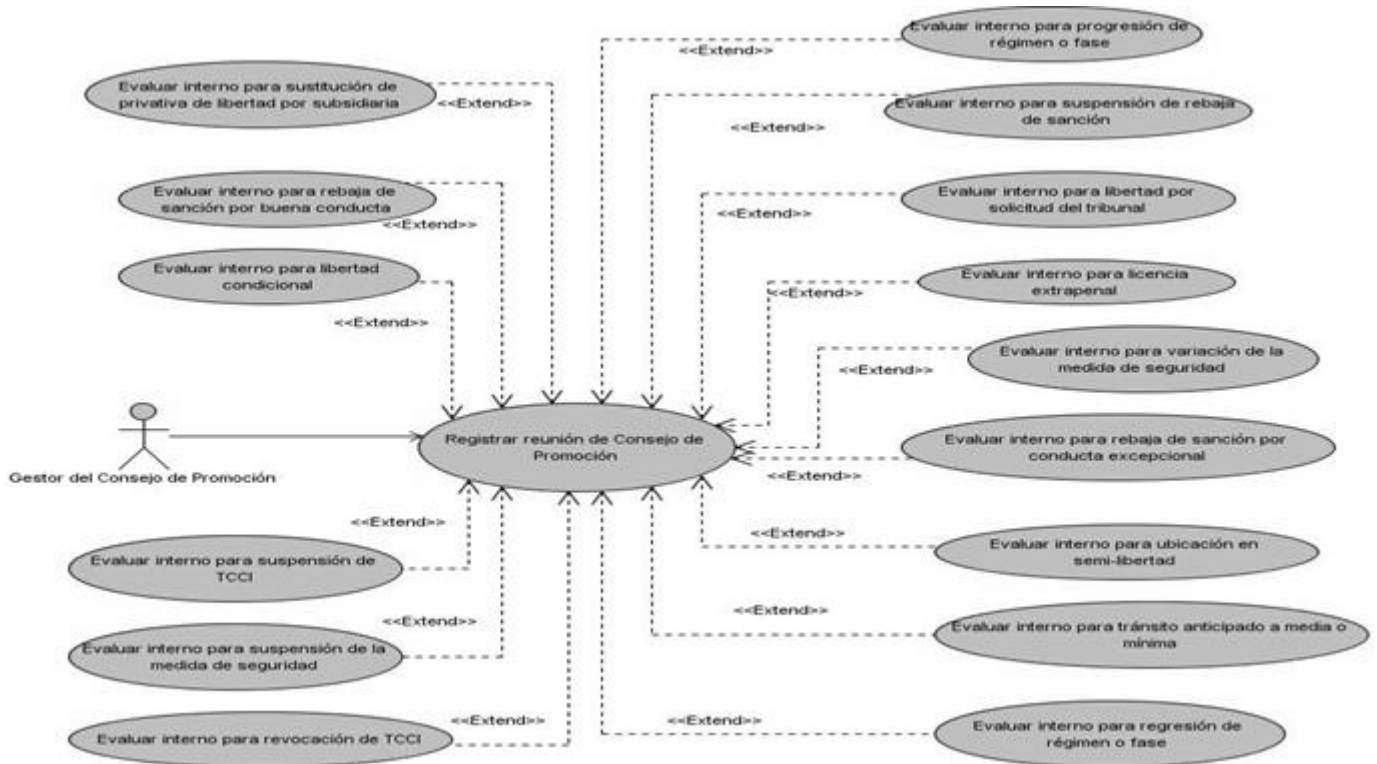 Evaluar interno para progresión de
régimen o fase
<<Extend>>
Evaluar interno para sustitución de
privativa de libertad por subsidiaria
<<Extend>>
Evaluar interno para suspensión de rebaja
de sanción
<<Extend>>
Evaluar interno para rebaja de
sanción por buena conducta
<<Extend>>
Evaluar interno para libertad por
solicitud del tribunal
<<Extend>>
Evaluar interno para libertad
condicional
<<Extend>>
Evaluar interno para licencia
extrapenal
<<Extend>>
Evaluar interno para variación de la
medida de seguridad
<<Extend>>
Registrar reunión de Consejo de
Promoción
Gestor del Consejo de Promoción
Evaluar interno para rebaja de sanción por
conducta excepcional
<<Extend>>
<<Extend>>
Evaluar interno para suspensión de
TCCI
<<Extend>>
Evaluar interno para ubicación en
semi-libertad
<<Extend>>
Evaluar interno para suspensión de la
medida de seguridad
<<Extend>>
Evaluar interno para tránsito anticipado a media o
mínima
<<Extend>>
Evaluar interno para revocación de TCCI
<<Extend>>
Evaluar interno para regresión de
régimen o fase